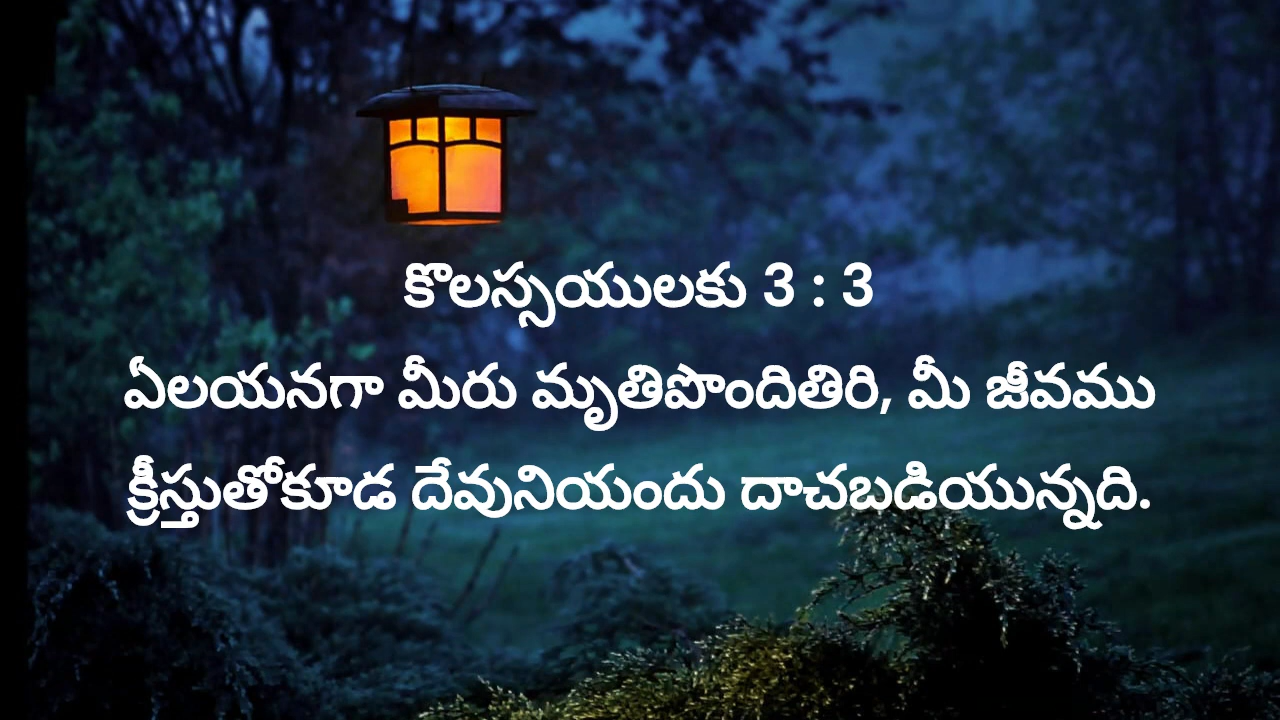 కొలస్సయులకు 3 : 3
ఏలయనగా మీరు మృతిపొందితిరి, మీ జీవము
క్రీస్తుతోకూడ దేవునియందు దాచబడియున్నది.